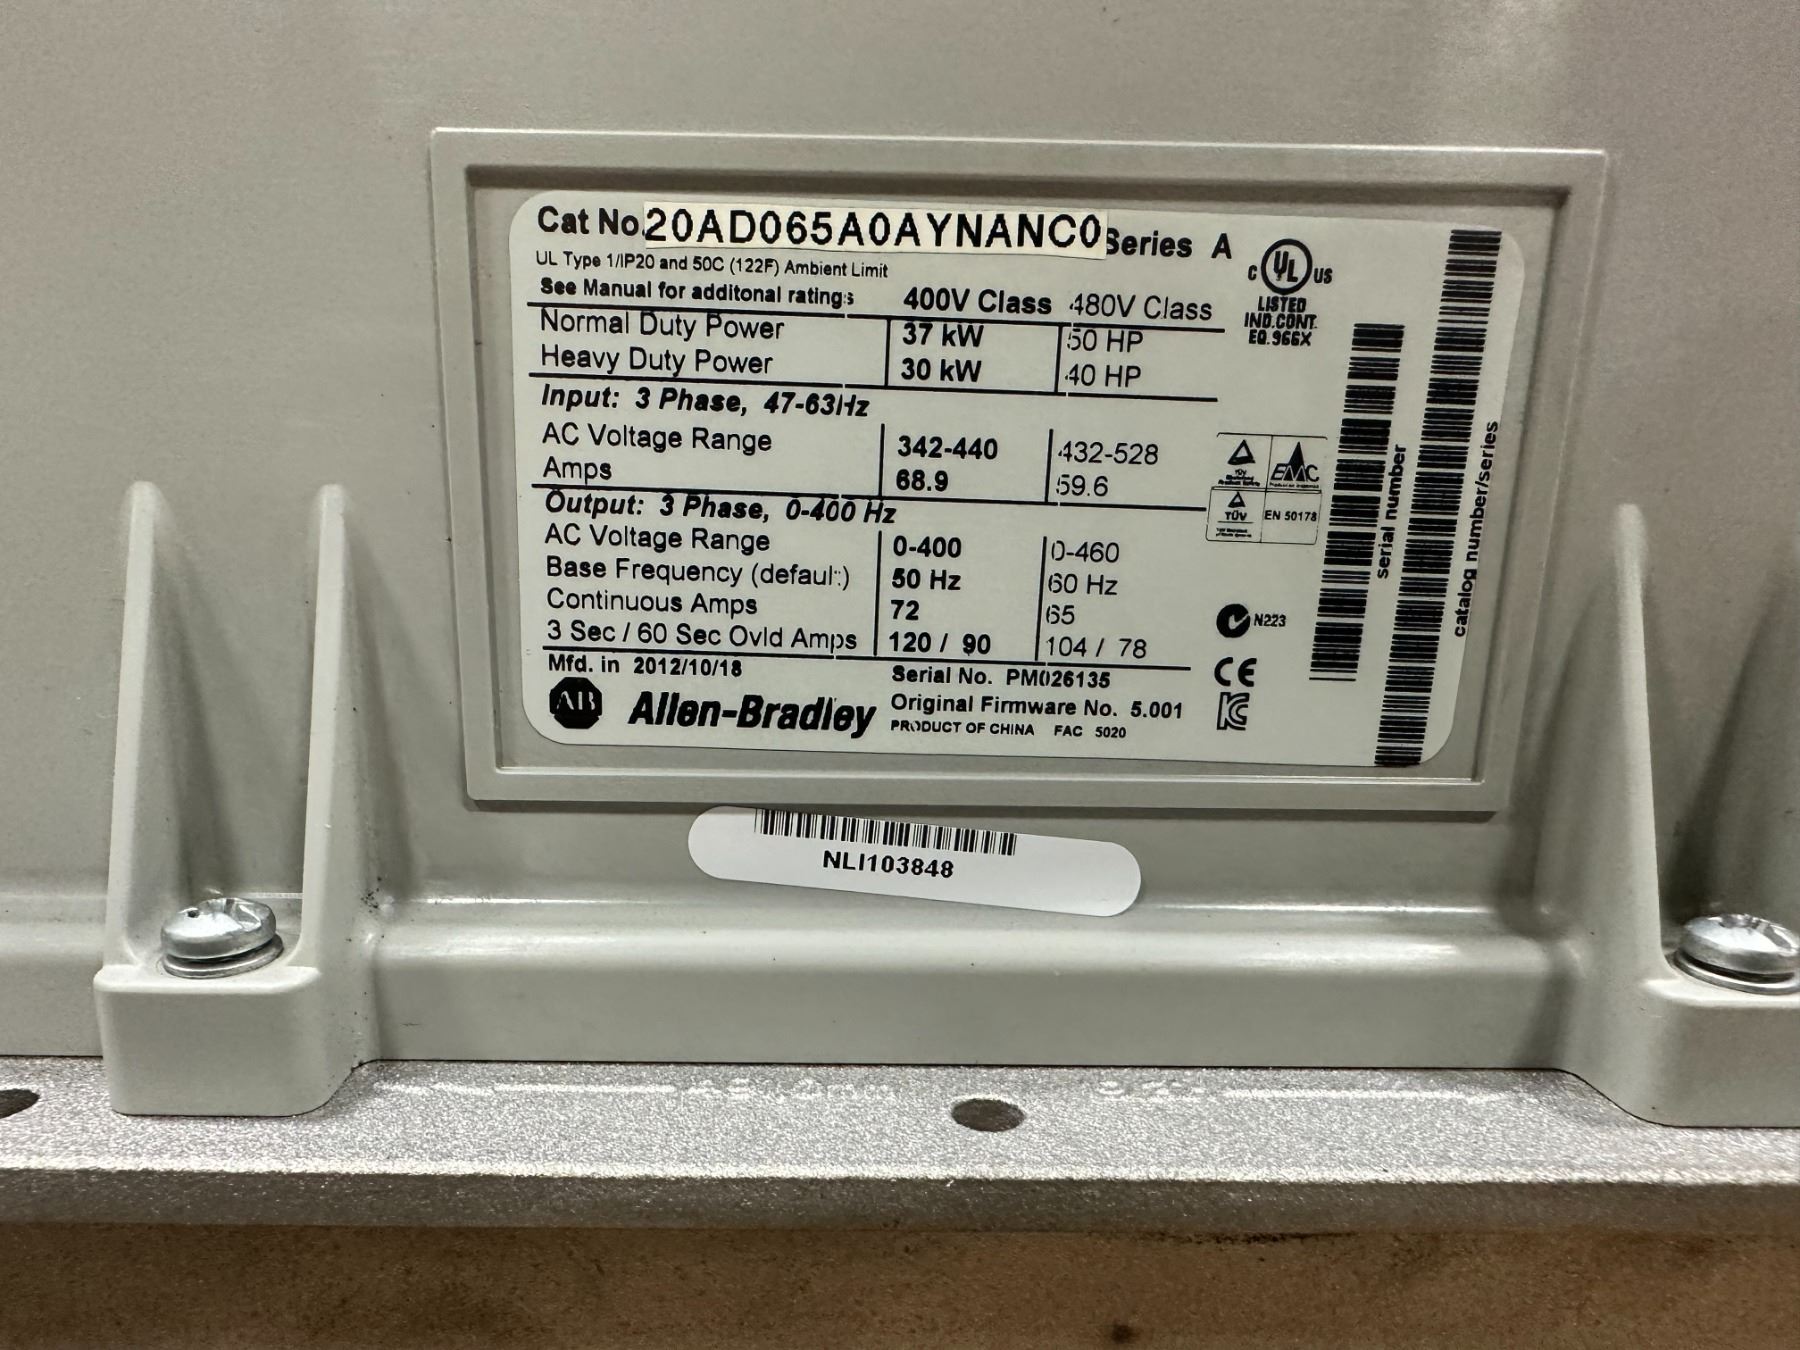 Cat No. 20AD065A0AYNANC0 Series A
UL Type 1/IP20 and 50C (122F) Ambient Limit
See Manual for additonal ratings 400V Class 480V Class
Normal Duty Power 37 kW 50 HP
Heavy Duty Power 30 kW 40 HP
Input: 3 Phase, 47-63Hz
AC Voltage Range 342-440 432-528
Amps 68.9 59.6
Output: 3 Phase, 0-400 Hz
AC Voltage Range 0-400 0-460
Base Frequency (default) 50 Hz 60 Hz
Continuous Amps 72 65
3 Sec / 60 Sec Ovld Amps 120 / 90 104 / 78
Mfd. in 2012/10/18 Serial No. PM026135
AB Allen-Bradley Original Firmware No. 5.001
PRODUCT OF CHINA FAC 5020
C UL US
LISTED
IND.CONT.
EQ.966X
TÜV
EMC
TÜV
EN 50178
N223
CE
serial number
catalog number/series
NLI103848